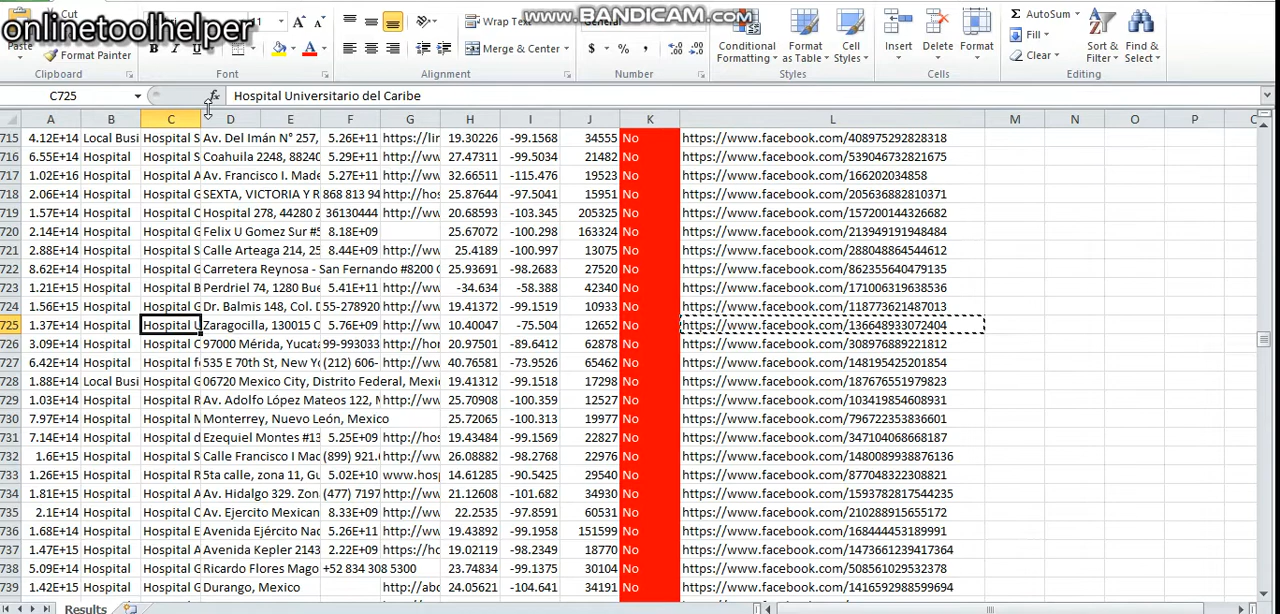 onlinetoolhelper
WWW.BANDICAM.COM
Cut
Paste
Format Painter
Clipboard
11
B I U
Font
Wrap Text
Merge & Center
Alignment
General
$ % ,
Number
Conditional Formatting
Format as Table
Cell Styles
Styles
Insert
Delete
Format
Cells
Σ AutoSum
Fill
Clear
Sort & Filter
Find & Select
Editing
C725 fx Hospital Universitario del Caribe
A B C D E F G H I J K L M N O P
715 4.12E+14 Local Busi Hospital S Av. Del Imán N° 257, 5.26E+11 https://lin 19.30226 -99.1568 34555 No https://www.facebook.com/408975292828318
716 6.55E+14 Hospital Hospital S Coahuila 2248, 88240 5.29E+11 http://ww 27.47311 -99.5034 21482 No https://www.facebook.com/539046732821675
717 1.02E+16 Hospital Hospital A Av. Francisco I. Made 5.27E+11 http://ww 32.66511 -115.476 19523 No https://www.facebook.com/166202034858
718 2.06E+14 Hospital Hospital G SEXTA, VICTORIA Y R 868 813 94 http://hos 25.87644 -97.5041 15951 No https://www.facebook.com/205636882810371
719 1.57E+14 Hospital Hospital C Hospital 278, 44280 Z 36130444 http://ww 20.68593 -103.345 205325 No https://www.facebook.com/157200144326682
720 2.14E+14 Hospital Hospital G Felix U Gomez Sur #5 8.18E+09 25.67072 -100.298 163324 No https://www.facebook.com/213949191948484
721 2.88E+14 Hospital Hospital S Calle Arteaga 214, 25 8.44E+09 http://ww 25.4189 -100.997 13075 No https://www.facebook.com/288048864544612
722 8.62E+14 Hospital Hospital G Carretera Reynosa - San Fernando #8200 C 25.93691 -98.2683 27520 No https://www.facebook.com/862355640479135
723 1.21E+15 Hospital Hospital B Perdriel 74, 1280 Bue 5.41E+11 http://ww -34.634 -58.388 42340 No https://www.facebook.com/171006319638536
724 1.56E+15 Hospital Hospital G Dr. Balmis 148, Col. D 55-278920 http://ww 19.41372 -99.1519 10933 No https://www.facebook.com/118773621487013
725 1.37E+14 Hospital Hospital U Zaragocilla, 130015 C 5.76E+09 http://ww 10.40047 -75.504 12652 No https://www.facebook.com/136648933072404
726 3.09E+14 Hospital Hospital C 97000 Mérida, Yucata 99-993033 http://hor 20.97501 -89.6412 62878 No https://www.facebook.com/308976889221812
727 6.42E+14 Hospital Hospital fo 535 E 70th St, New Yo (212) 606- http://ww 40.76581 -73.9526 65462 No https://www.facebook.com/148195425201854
728 1.88E+14 Local Busi Hospital G 06720 Mexico City, Distrito Federal, Mexico 19.41312 -99.1518 17298 No https://www.facebook.com/187676551979823
729 1.03E+14 Hospital Hospital R Av. Adolfo López Mateos 122, N 25.70908 -100.359 12527 No https://www.facebook.com/103419854608931
730 7.97E+14 Hospital Hospital M Monterrey, Nuevo León, Mexico 25.72065 -100.313 19977 No https://www.facebook.com/796722353836601
731 7.14E+14 Hospital Hospital d Ezequiel Montes #13 5.25E+09 http://hos 19.43484 -99.1569 22827 No https://www.facebook.com/347104068668187
732 1.6E+15 Hospital Hospital S Calle Francisco I Mac (899) 921. http://ww 26.08882 -98.2768 22976 No https://www.facebook.com/1480089938876136
733 1.26E+15 Hospital Hospital R 5ta calle, zona 11, Gu 5.02E+10 www.hosp 14.61285 -90.5425 29540 No https://www.facebook.com/877048322308821
734 1.81E+15 Hospital Hospital A Av. Hidalgo 329. Zon (477) 7197 http://ww 21.12608 -101.682 34930 No https://www.facebook.com/1593782817544235
735 2.1E+14 Hospital Hospital C Av. Ejercito Mexican 8.33E+09 http://ww 22.2535 -97.8591 60531 No https://www.facebook.com/210288915655172
736 1.68E+14 Hospital Hospital E Avenida Ejército Nac 5.26E+11 http://ww 19.43892 -99.1958 151599 No https://www.facebook.com/168444453189991
737 1.47E+15 Hospital Hospital A Avenida Kepler 2143 2.22E+09 https://hc 19.02119 -98.2349 18770 No https://www.facebook.com/1473661239417364
738 5.09E+14 Hospital Hospital G Ricardo Flores Mago +52 834 308 5300 23.74834 -99.1375 30104 No https://www.facebook.com/508561029532378
739 1.42E+15 Hospital Hospital G Durango, Mexico http://abc 24.05621 -104.641 34191 No https://www.facebook.com/1416592988599694
Results